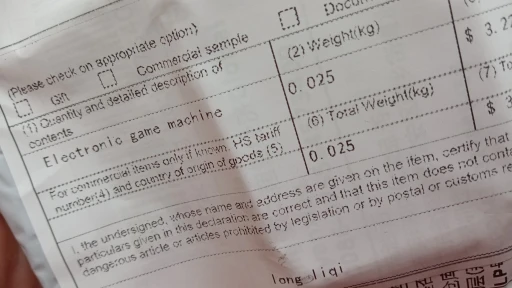 (Please check on appropriate option)
Gift
Commercial sample
(1) Quantity and detailed description of
contents
(2) Weight(kg)
$ 3.2
Electronic game machine
0.025
(7) To
For commercial items only if known, HS tariff
number(4) and country of origin of goods (5)
(6) Total Weight(kg)
$ 3
0.025
I, the undersigned, whose name and address are given on the item, certify that
particulars given in this declaration are correct and that this item does not conta
dangerous article or articles prohibited by legislation or by postal or customs re
long liqi